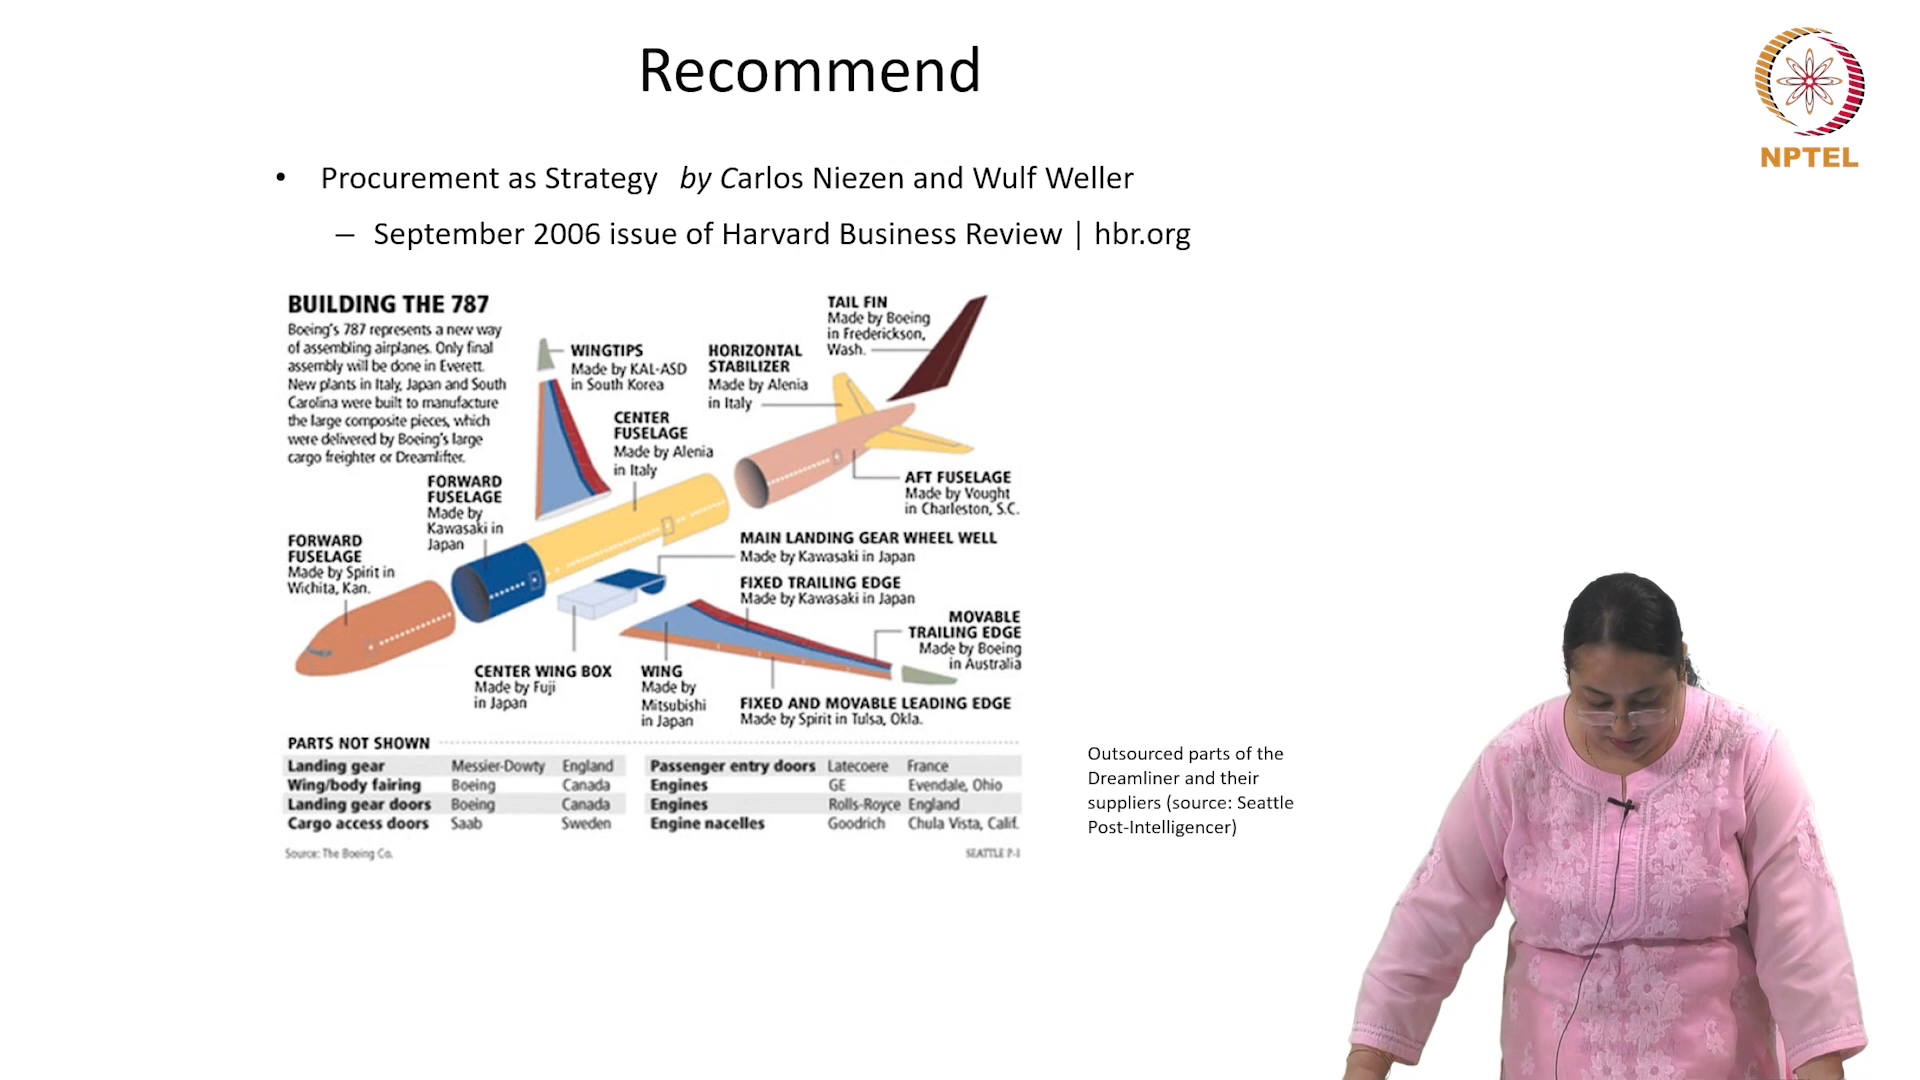 Recommend
NPTEL
• Procurement as Strategy by Carlos Niezen and Wulf Weller
– September 2006 issue of Harvard Business Review | hbr.org
BUILDING THE 787
Boeing's 787 represents a new way
of assembling airplanes. Only final
assembly will be done in Everett.
New plants in Italy, Japan and South
Carolina were built to manufacture
the large composite pieces, which
were delivered by Boeing's large
cargo freighter or Dreamlifter.
WINGTIPS
Made by KAL-ASD
in South Korea
HORIZONTAL
STABILIZER
Made by Alenia
in Italy
TAIL FIN
Made by Boeing
in Frederickson,
Wash.
CENTER
FUSELAGE
Made by Alenia
in Italy
FORWARD
FUSELAGE
Made by
Kawasaki in
Japan
AFT FUSELAGE
Made by Vought
in Charleston, S.C.
FORWARD
FUSELAGE
Made by Spirit in
Wichita, Kan.
MAIN LANDING GEAR WHEEL WELL
Made by Kawasaki in Japan
FIXED TRAILING EDGE
Made by Kawasaki in Japan
MOVABLE
TRAILING EDGE
Made by Boeing
in Australia
CENTER WING BOX
Made by Fuji
in Japan
WING
Made by
Mitsubishi
in Japan
FIXED AND MOVABLE LEADING EDGE
Made by Spirit in Tulsa, Okla.
PARTS NOT SHOWN
Landing gear Messier-Dowty England Passenger entry doors Latecoere France
Wing/body fairing Boeing Canada Engines GE Evendale, Ohio
Landing gear doors Boeing Canada Engines Rolls-Royce England
Cargo access doors Saab Sweden Engine nacelles Goodrich Chula Vista, Calif.
Source: The Boeing Co. SEATTLE P-I
Outsourced parts of the
Dreamliner and their
suppliers (source: Seattle
Post-Intelligencer)